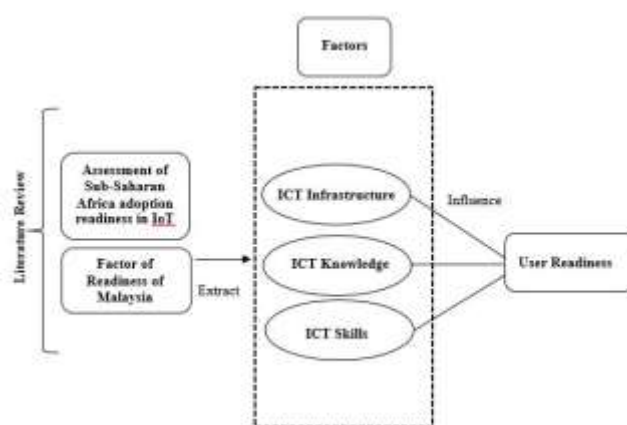 Factors
Literature Review
Assessment of
Sub-Saharan
Africa adoption
readiness in IoT
Factor of
Readiness of
Malaysia
Extract
ICT Infrastructure
ICT Knowledge
ICT Skills
Influence
User Readiness